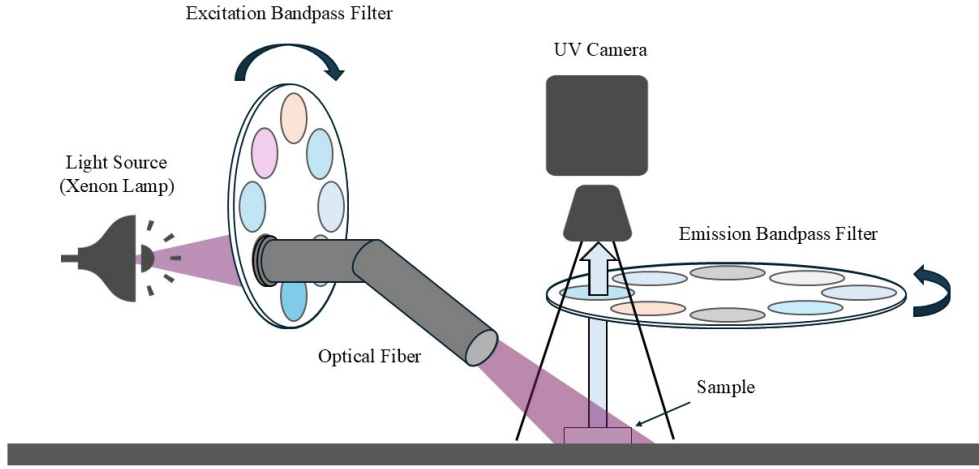 Excitation Bandpass Filter
UV Camera
Light Source
(Xenon Lamp)
Emission Bandpass Filter
Optical Fiber
Sample